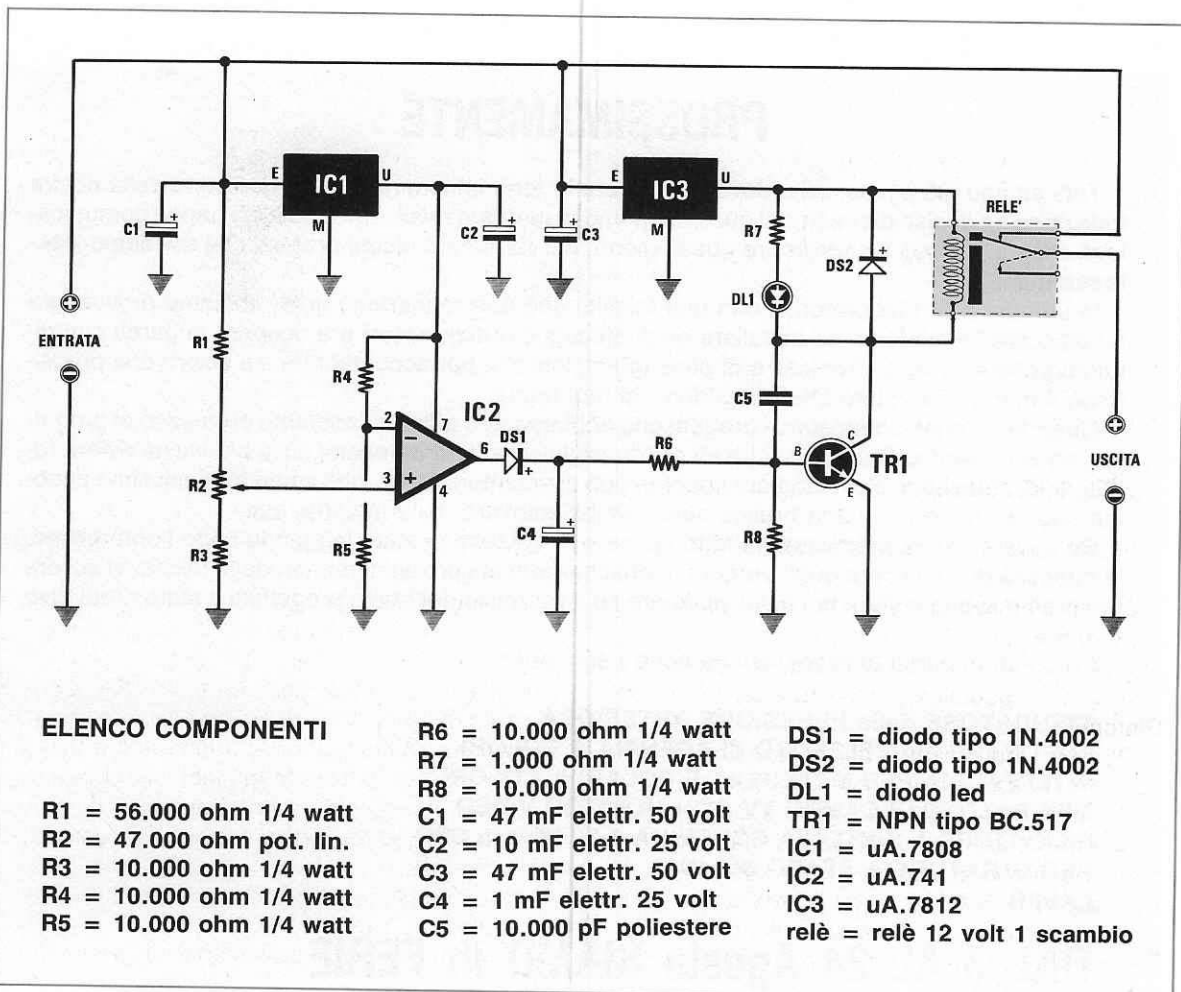 E
IC1
U
M
C1
+
C2
C3
E
IC3
U
M
R7
DS2
+
RELE'
DL1
ENTRATA
R1
R4
IC2
2
7
6
3
4
DS1
+
R6
C5
B
C
E
TR1
USCITA
R2
R3
R5
C4
+
R8
ELENCO COMPONENTI
R1 = 56.000 ohm 1/4 watt
R2 = 47.000 ohm pot. lin.
R3 = 10.000 ohm 1/4 watt
R4 = 10.000 ohm 1/4 watt
R5 = 10.000 ohm 1/4 watt
R6 = 10.000 ohm 1/4 watt
R7 = 1.000 ohm 1/4 watt
R8 = 10.000 ohm 1/4 watt
C1 = 47 mF elettr. 50 volt
C2 = 10 mF elettr. 25 volt
C3 = 47 mF elettr. 50 volt
C4 = 1 mF elettr. 25 volt
C5 = 10.000 pF poliestere
DS1 = diodo tipo 1N.4002
DS2 = diodo tipo 1N.4002
DL1 = diodo led
TR1 = NPN tipo BC.517
IC1 = uA.7808
IC2 = uA.741
IC3 = uA.7812
relè = relè 12 volt 1 scambio